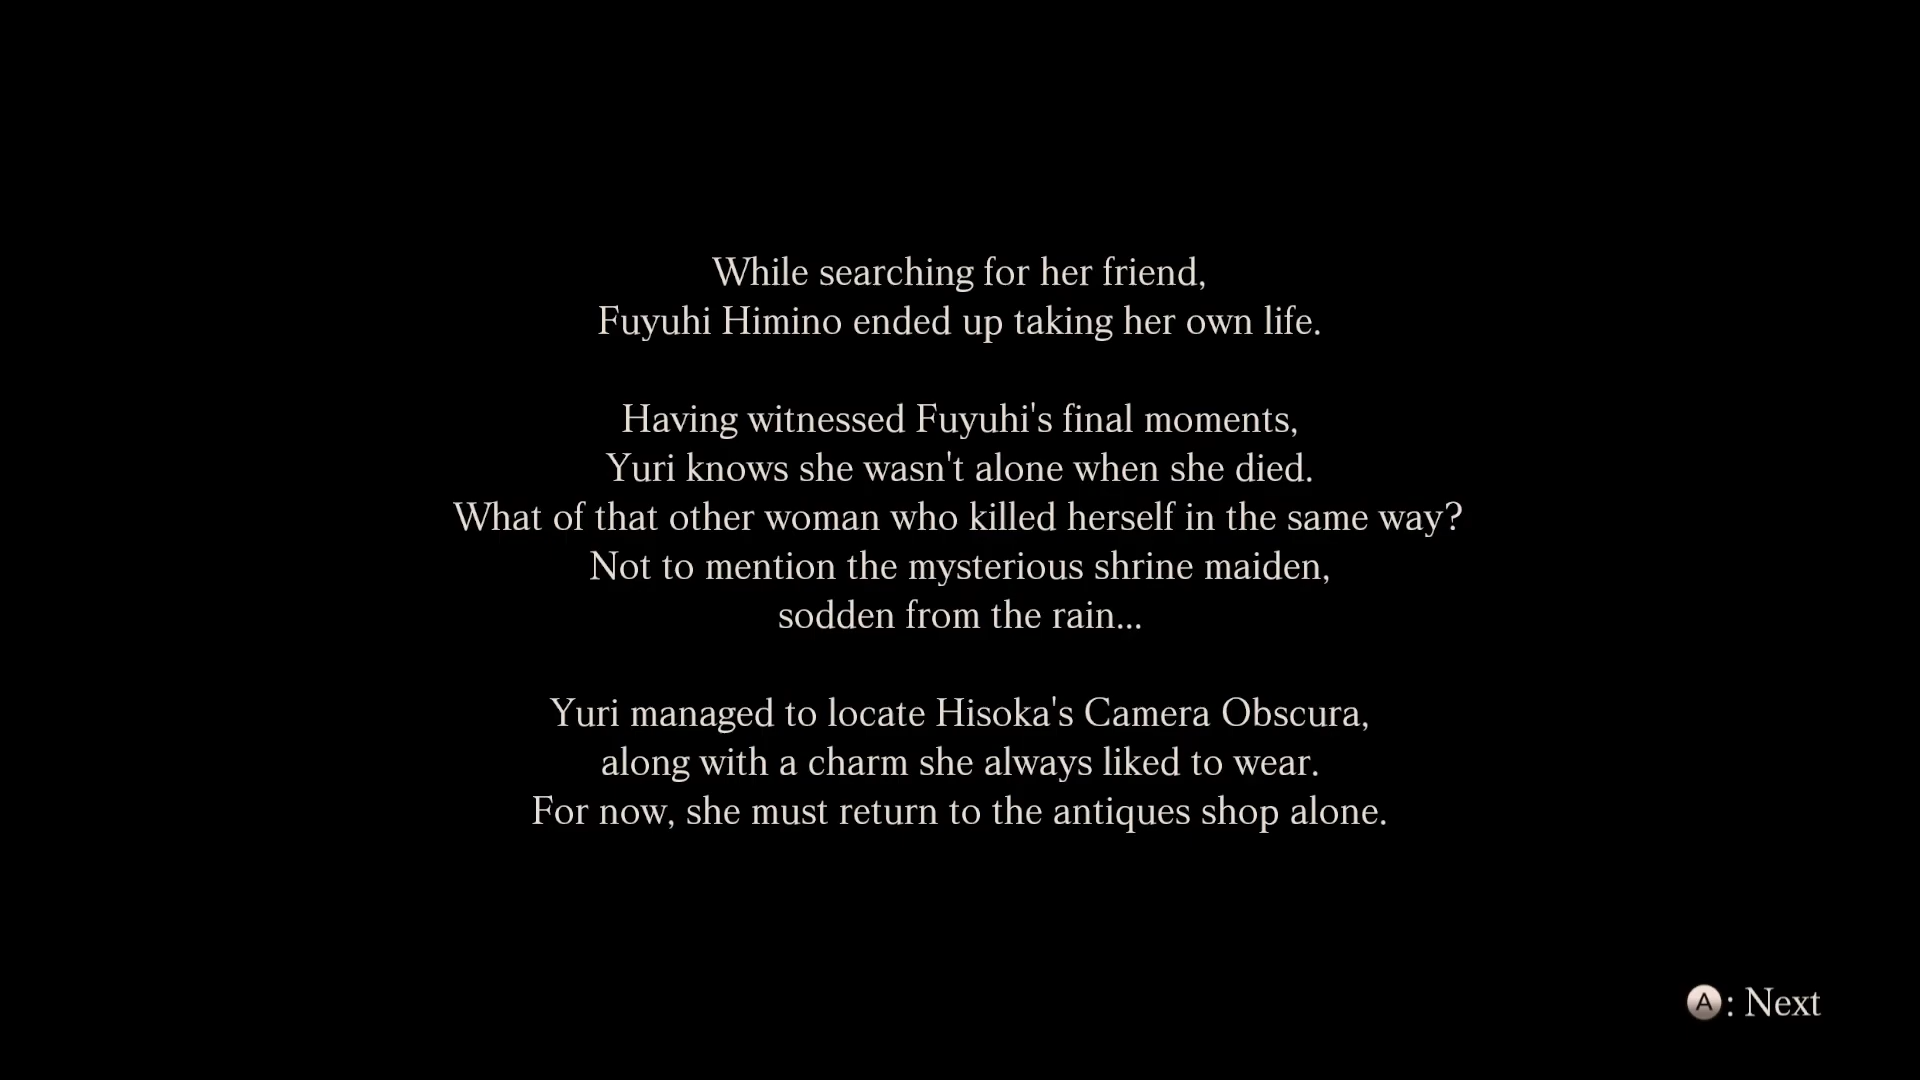 While searching for her friend,
Fuyuhi Himino ended up taking her own life.
Having witnessed Fuyuhi's final moments,
Yuri knows she wasn't alone when she died.
What of that other woman who killed herself in the same way?
Not to mention the mysterious shrine maiden,
sodden from the rain...
Yuri managed to locate Hisoka's Camera Obscura,
along with a charm she always liked to wear.
For now, she must return to the antiques shop alone.
A: Next